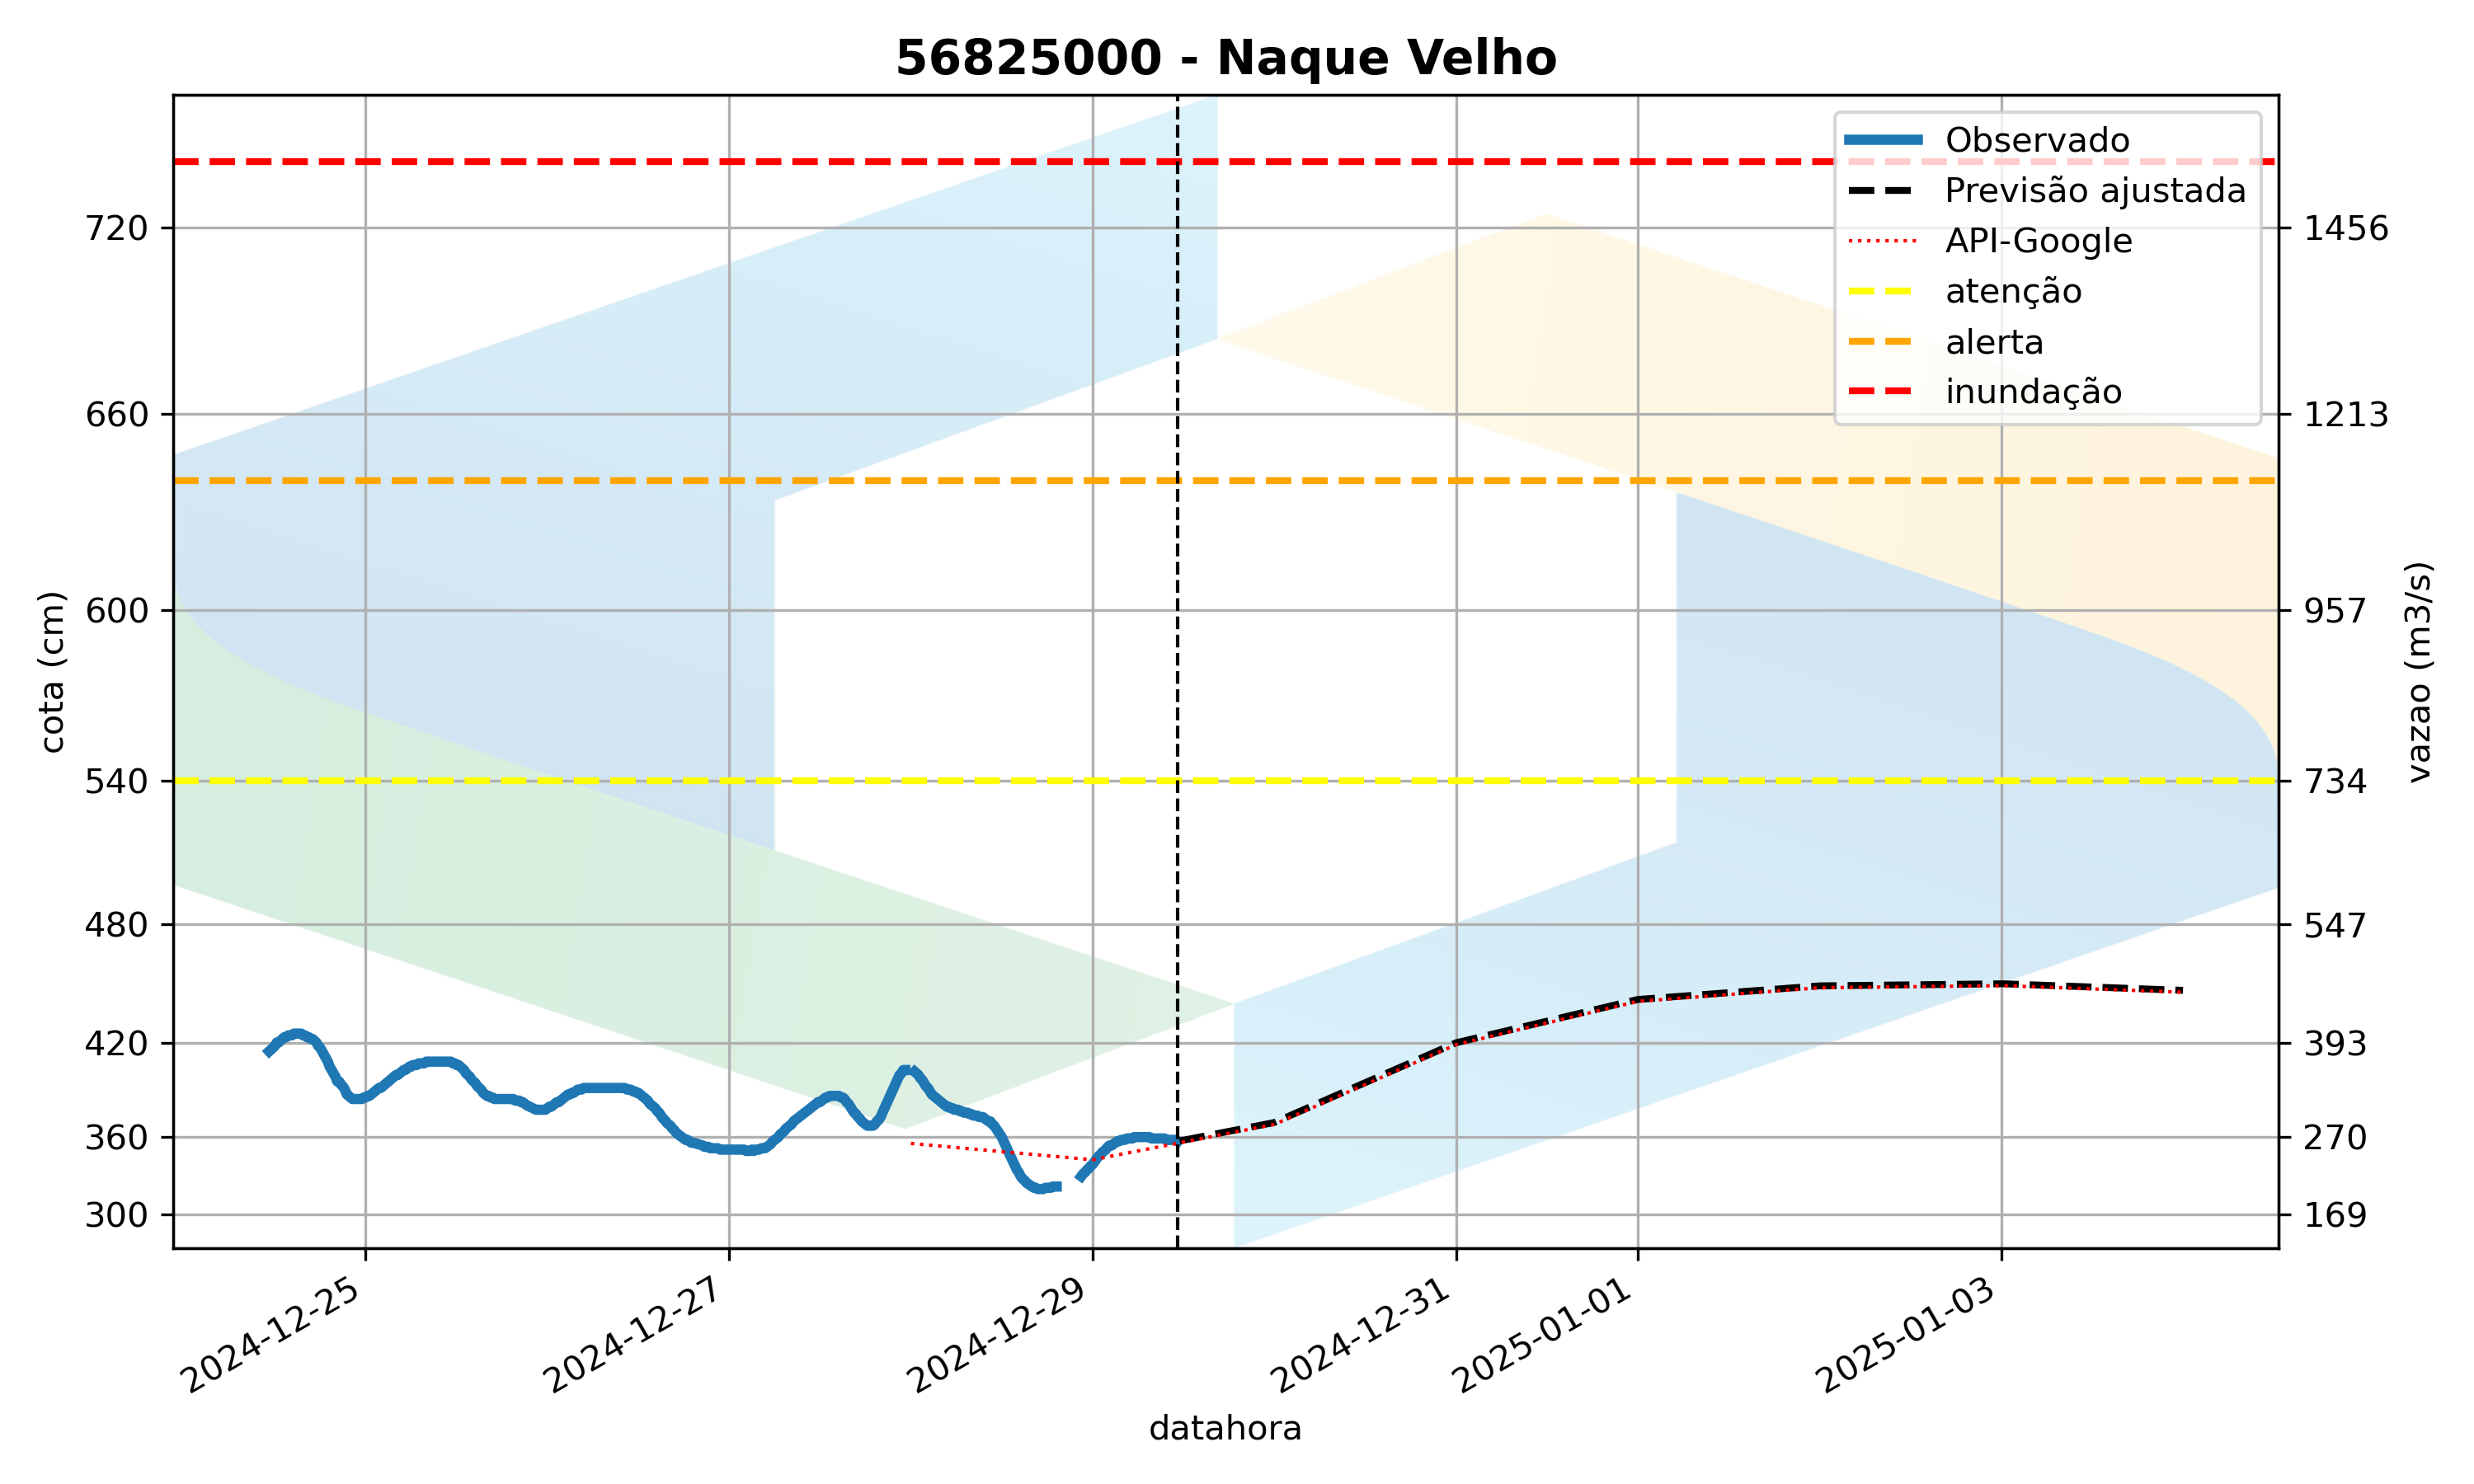 56825000 - Naque Velho
Observado
Previsão ajustada
API-Google
atenção
alerta
inundação
720
660
600
540
480
420
360
300
cota (cm)
1456
1213
957
734
547
393
270
169
vazao (m3/s)
2024-12-25
2024-12-27
2024-12-29
2024-12-31
2025-01-01
2025-01-03
datahora